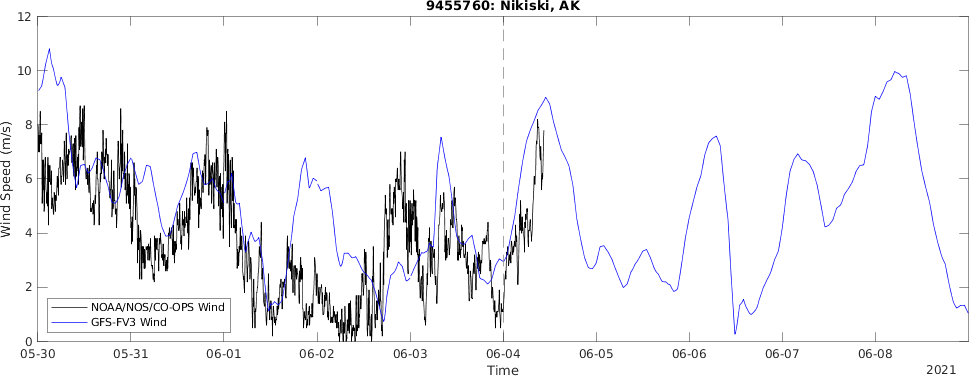 9455760: Nikiski, AK
12
10
8
6
4
2
0
Wind Speed (m/s)
NOAA/NOS/CO-OPS Wind
GFS-FV3 Wind
05-30 05-31 06-01 06-02 06-03 06-04 06-05 06-06 06-07 06-08
Time
2021